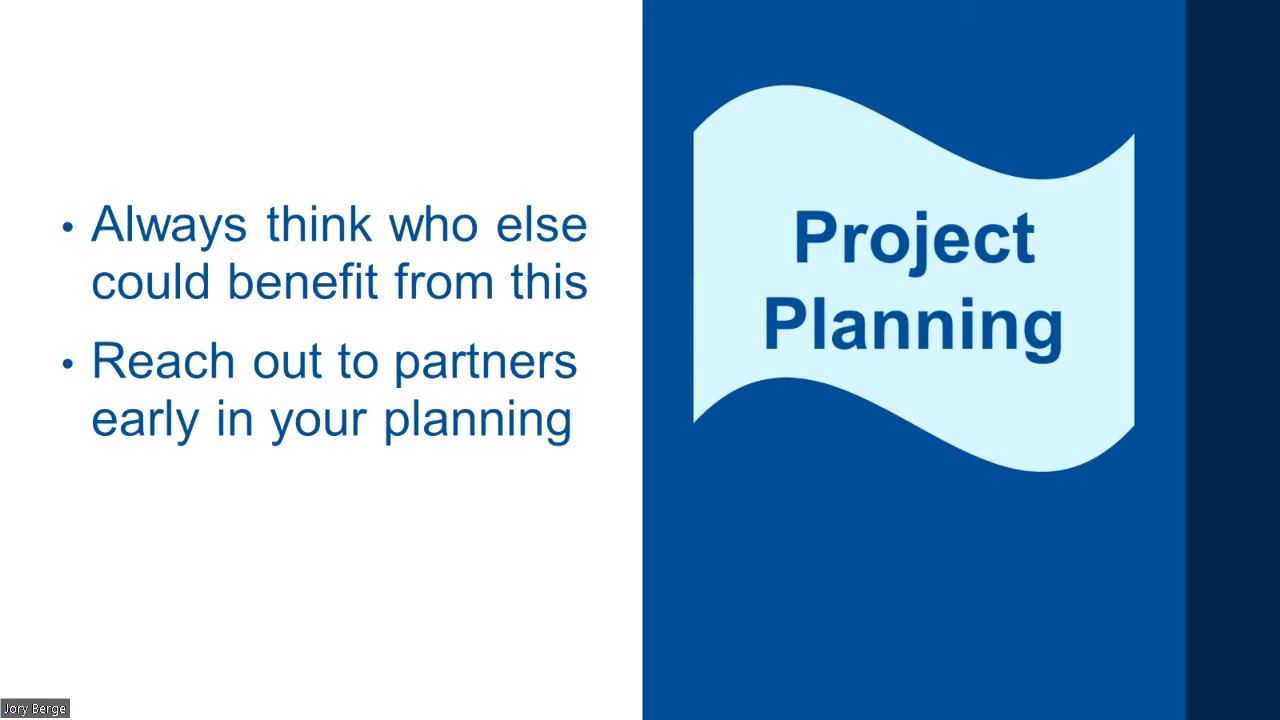 • Always think who else
could benefit from this
• Reach out to partners
early in your planning
Project
Planning
Jory Berge